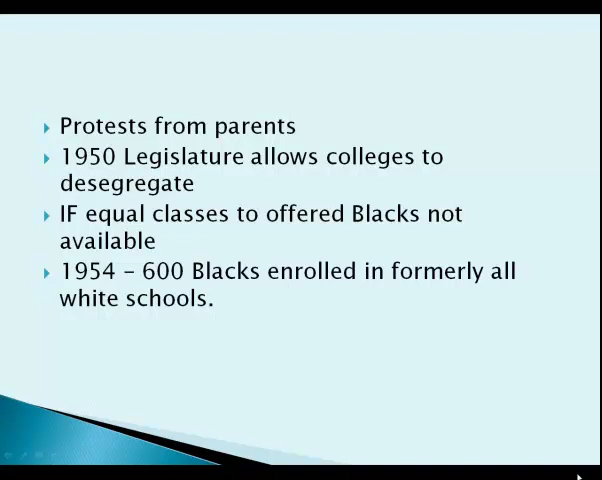 Protests from parents
1950 Legislature allows colleges to
desegregate
IF equal classes to offered Blacks not
available
1954 – 600 Blacks enrolled in formerly all
white schools.